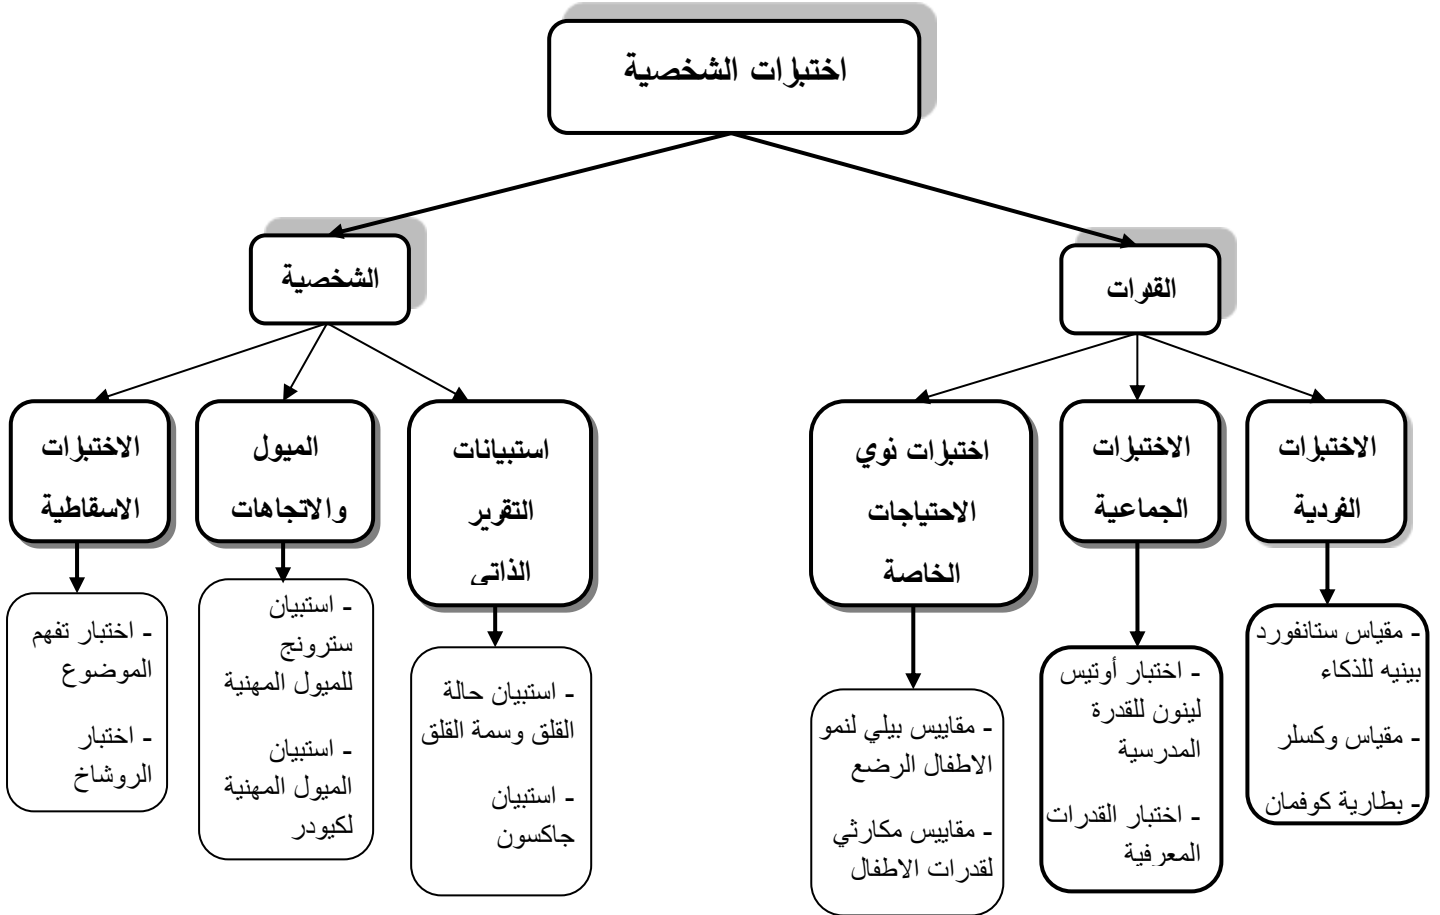 اختبارات الشخصية
القدرات
الشخصية
الاختبارات
الفردية
الاختبارات
الجماعية
اختبارات ذوي
الاحتياجات
الخاصة
استبيانات
التقرير
الذاتي
الميول
والاتجاهات
الاختبارات
الاسقاطية
- مقياس ستانفورد
بينيه للذكاء
- مقياس وكسلر
- بطارية كوفمان
- اختبار أوتيس
لينون للقدرة
المدرسية
- اختبار القدرات
المعرفية
- مقاييس بيلي لنمو
الاطفال الرضع
- مقاييس مكارثي
لقدرات الاطفال
- استبيان حالة
القلق وسمة القلق
- استبيان
جاكسون
- استبيان
سترونج
للميول المهنية
- استبيان
الميول المهنية
لكيودر
- اختبار تفهم
الموضوع
- اختبار
الروشاخ